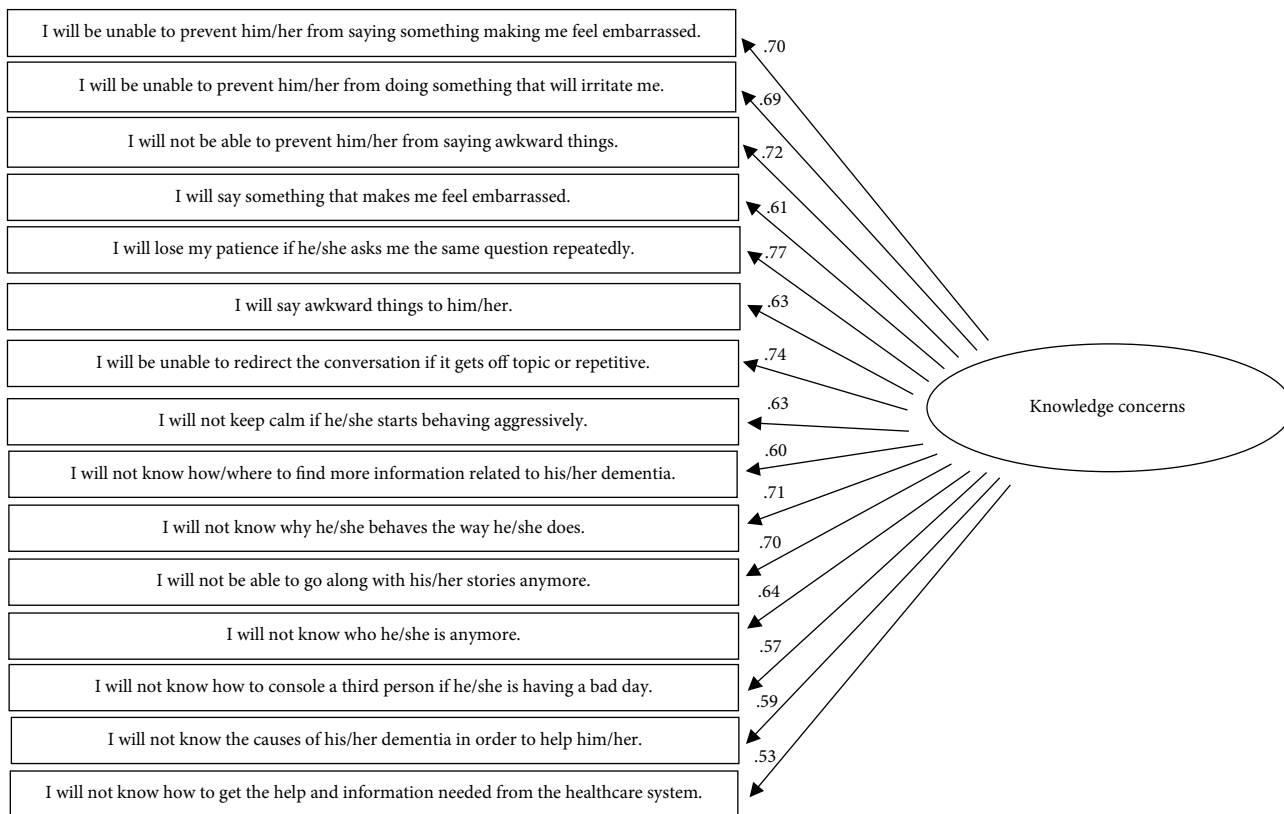 I will be unable to prevent him/her from saying something making me feel embarrassed.
.70
I will be unable to prevent him/her from doing something that will irritate me.
.69
I will not be able to prevent him/her from saying awkward things.
.72
I will say something that makes me feel embarrassed.
.61
I will lose my patience if he/she asks me the same question repeatedly.
.77
I will say awkward things to him/her.
.63
I will be unable to redirect the conversation if it gets off topic or repetitive.
.74
I will not keep calm if he/she starts behaving aggressively.
.63
Knowledge concerns
I will not know how/where to find more information related to his/her dementia.
.60
I will not know why he/she behaves the way he/she does.
.71
I will not be able to go along with his/her stories anymore.
.70
I will not know who he/she is anymore.
.64
I will not know how to console a third person if he/she is having a bad day.
.57
I will not know the causes of his/her dementia in order to help him/her.
.59
I will not know how to get the help and information needed from the healthcare system.
.53